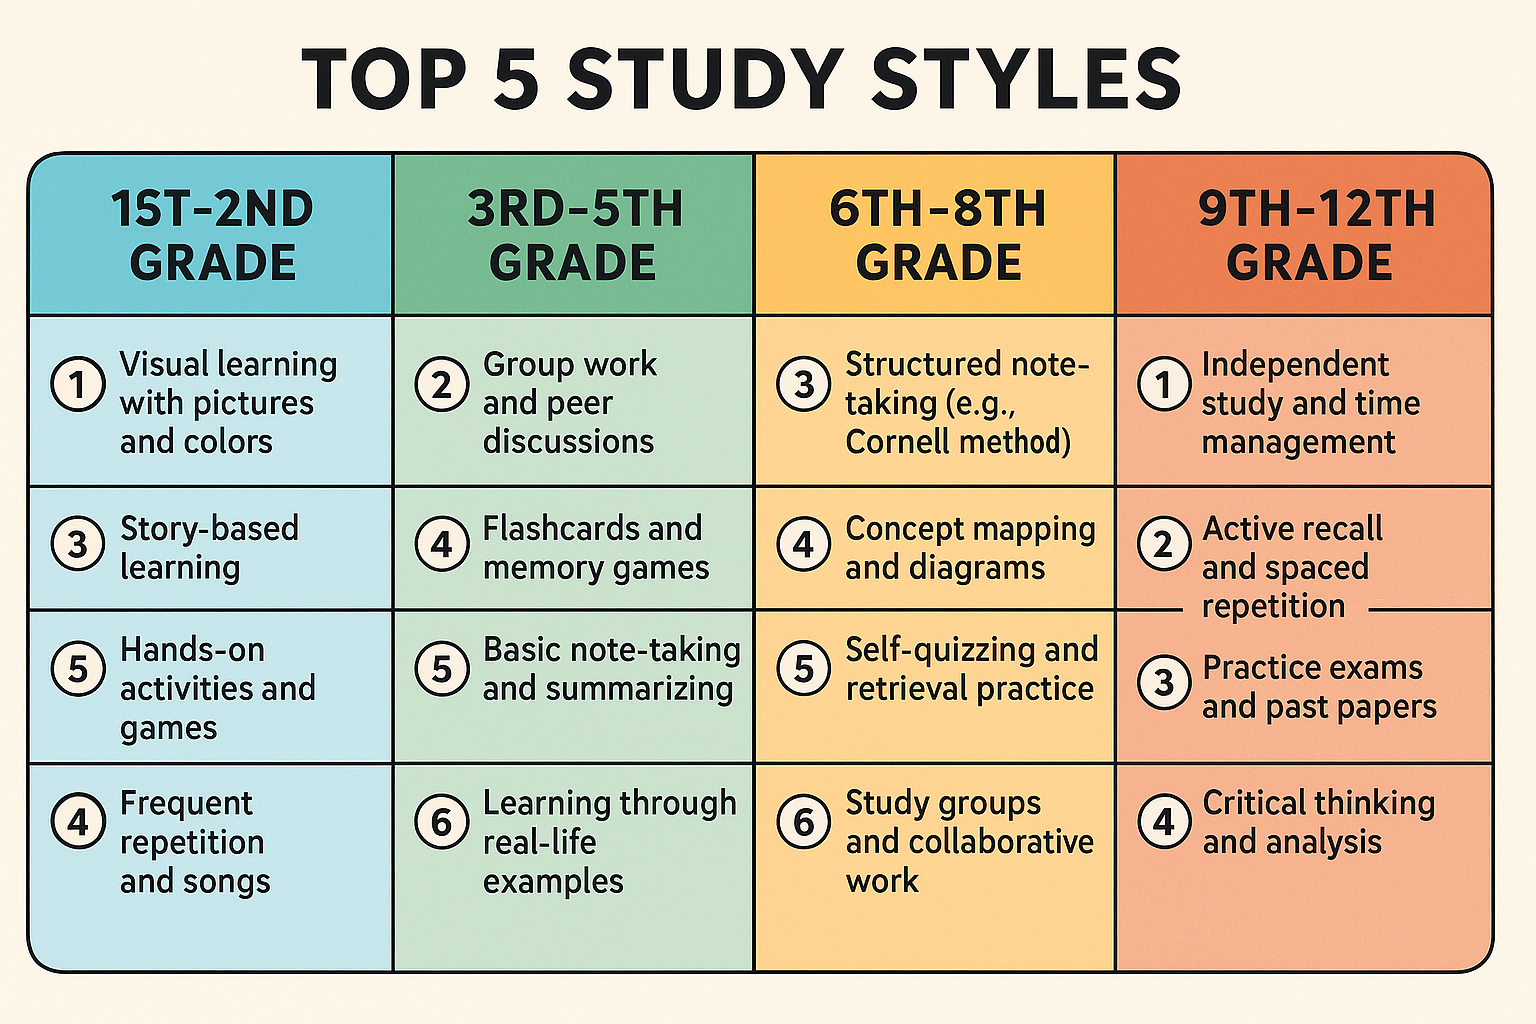 TOP 5 STUDY STYLES
1ST-2ND
GRADE
3RD-5TH
GRADE
6TH-8TH
GRADE
9TH-12TH
GRADE
1 Visual learning
with pictures
and colors
2 Group work
and peer
discussions
3 Structured note-
taking (e.g.,
Cornell method)
1 Independent
study and time
management
3 Story-based
learning
4 Flashcards and
memory games
4 Concept mapping
and diagrams
2 Active recall
and spaced
repetition
5 Hands-on
activities and
games
5 Basic note-taking
and summarizing
5 Self-quizzing and
retrieval practice
3 Practice exams
and past papers
4 Frequent
repetition
and songs
6 Learning through
real-life
examples
6 Study groups
and collaborative
work
4 Critical thinking
and analysis